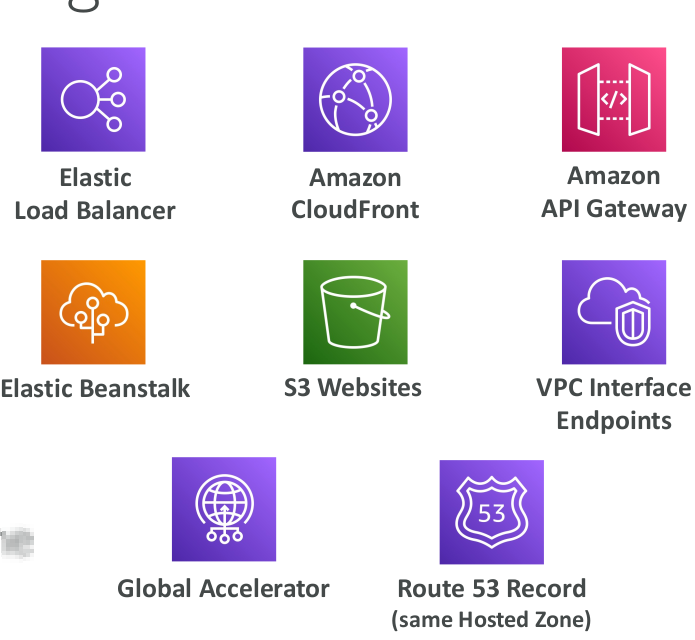 Elastic
Load Balancer
Amazon
CloudFront
</>
Amazon
API Gateway
Elastic Beanstalk
S3 Websites
VPC Interface
Endpoints
Global Accelerator
53
Route 53 Record
(same Hosted Zone)